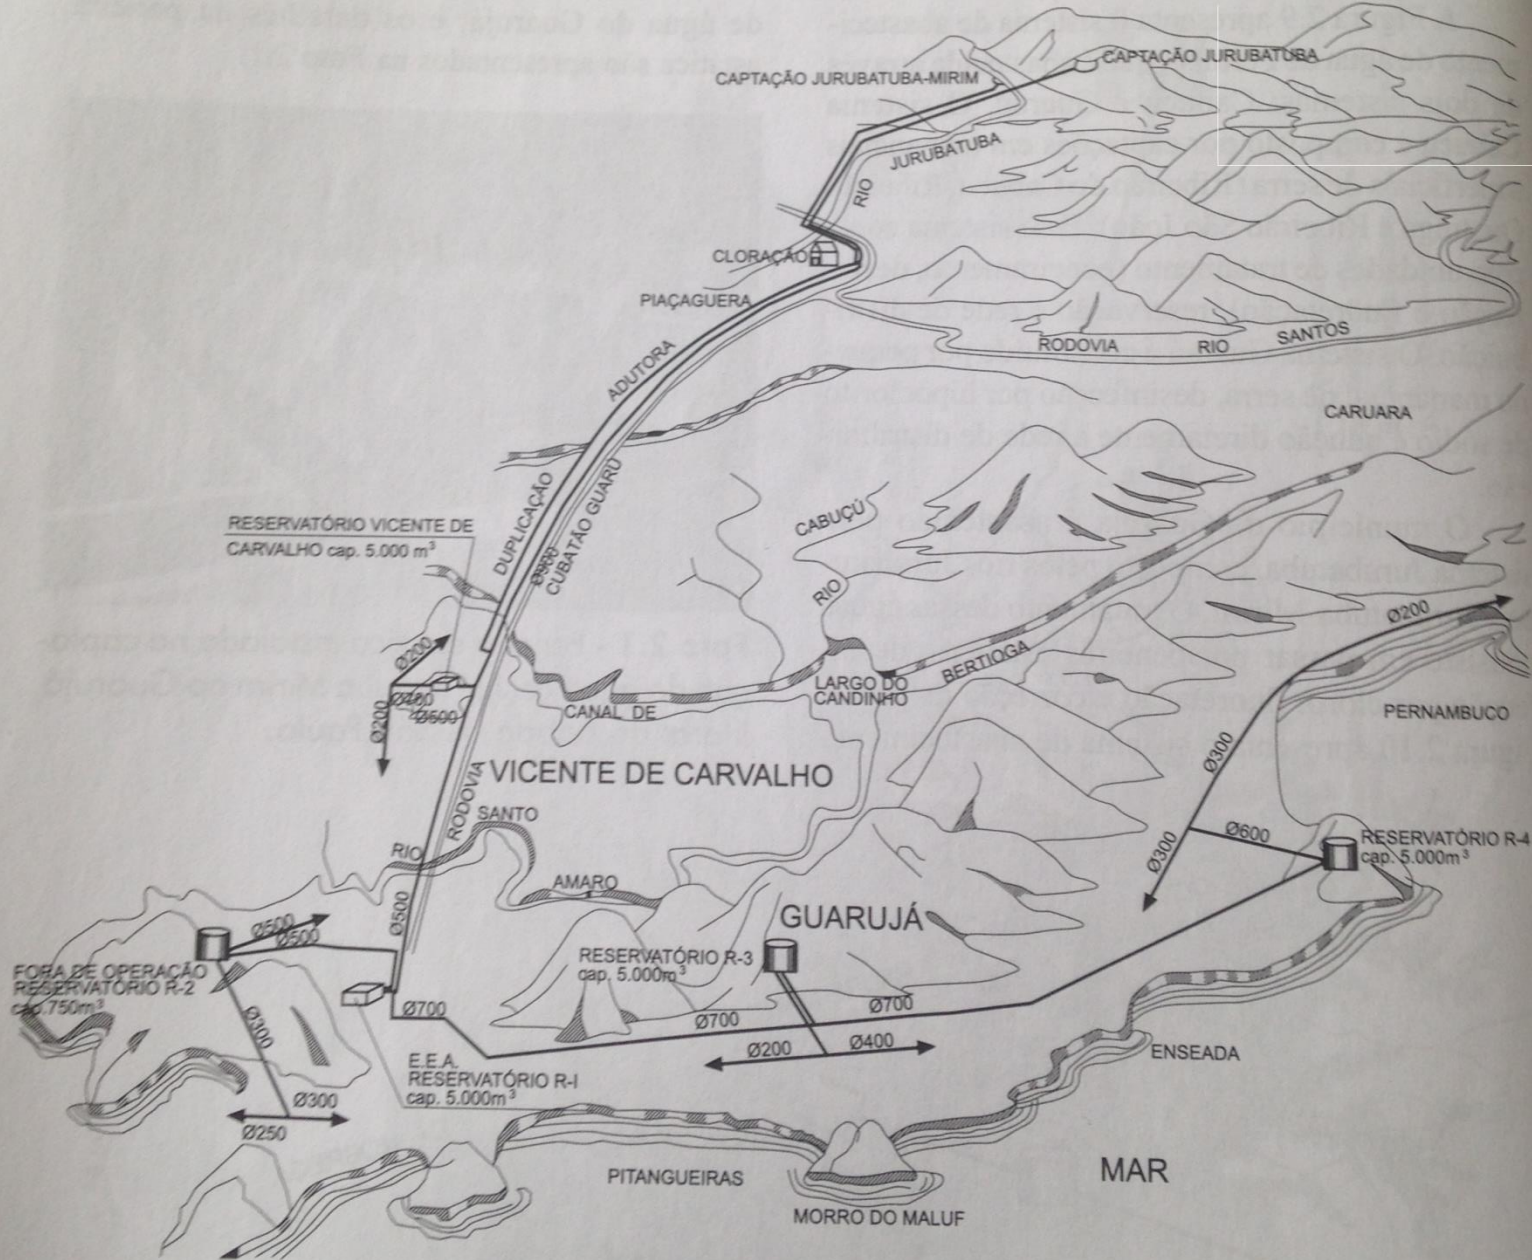 CAPTAÇÃO JURUBATUBA
CAPTAÇÃO JURUBATUBA-MIRIM
RIO
JURUBATUBA
CLORAÇÃO
PIAÇAGUERA
RODOVIA
RIO
SANTOS
ADUTORA
CARUARA
DUPLICAÇÃO
Ø900
CUBATÃO GUARU
RESERVATÓRIO VICENTE DE
CARVALHO cap. 5.000 m³
CABUÇÚ
RIO
Ø200
Ø200
Ø200
Ø500
CANAL DE
LARGO DO
CANDINHO
BERTIOGA
PERNAMBUCO
Ø300
VICENTE DE CARVALHO
RODOVIA
SANTO
RIO
AMARO
Ø600
Ø300
RESERVATÓRIO R-4
cap. 5.000m³
Ø500
GUARUJÁ
Ø500
Ø500
RESERVATÓRIO R-3
cap. 5.000m³
FORA DE OPERAÇÃO
RESERVATÓRIO R-2
cap.750m³
Ø300
Ø700
Ø700
Ø700
Ø200
Ø400
E.E.A.
RESERVATÓRIO R-I
cap. 5.000m³
ENSEADA
Ø300
Ø250
PITANGUEIRAS
MORRO DO MALUF
MAR